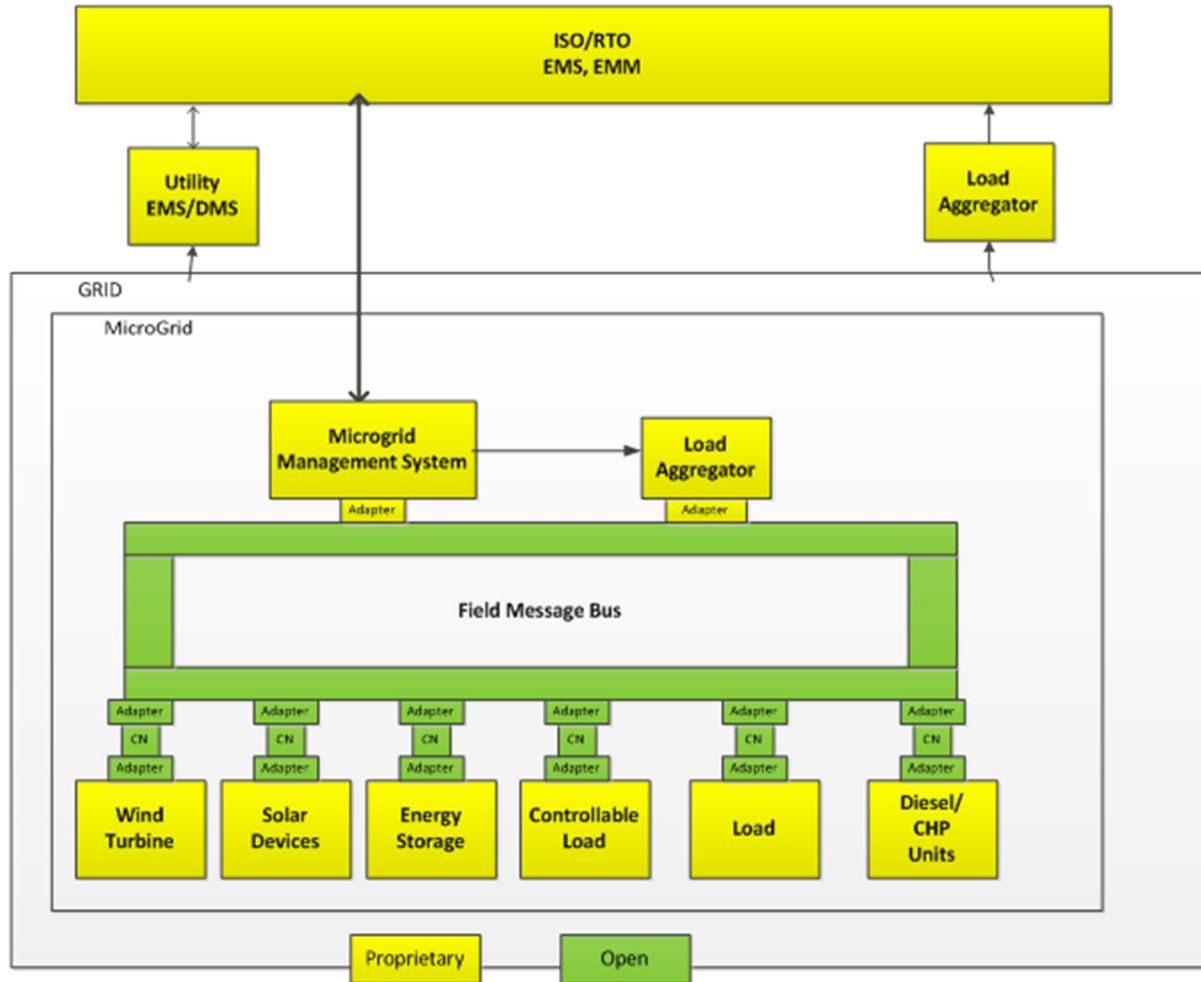 ISO/RTO
EMS, EMM
Utility
EMS/DMS
Load
Aggregator
GRID
MicroGrid
Microgrid
Management System
Load
Aggregator
Adapter
Adapter
Field Message Bus
Adapter
Adapter
Adapter
Adapter
Adapter
Adapter
CN
CN
CN
CN
CN
CN
Adapter
Adapter
Adapter
Adapter
Adapter
Adapter
Wind
Turbine
Solar
Devices
Energy
Storage
Controllable
Load
Load
Diesel/
CHP
Units
Proprietary
Open